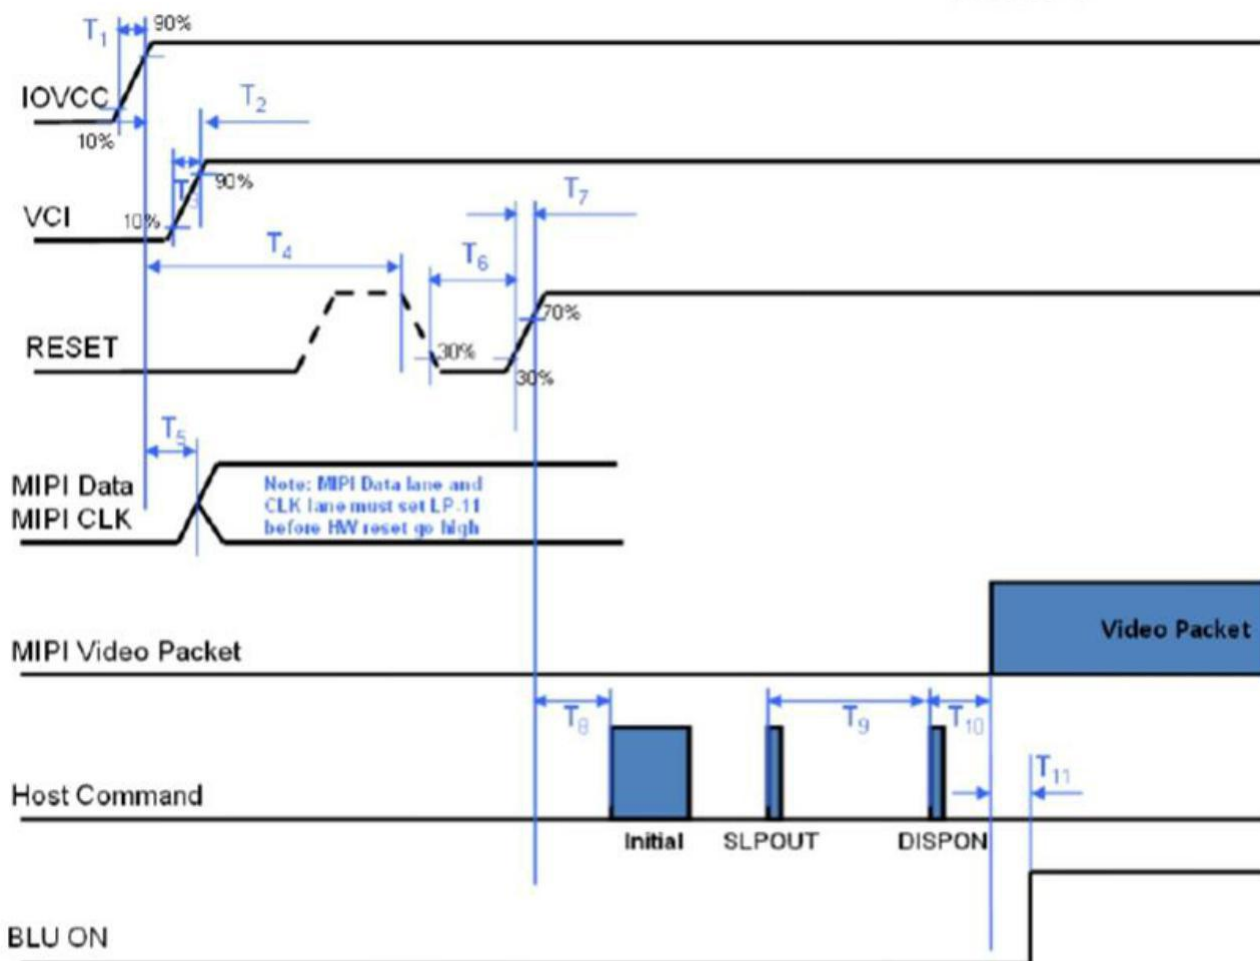 T1
90%
IOVCC
T2
10%
T3
90%
VCI
10%
T7
T4
T6
70%
RESET
30%
30%
T5
MIPI Data
MIPI CLK
Note: MIPI Data lane and
CLK lane must set LP-11
before HW reset go high
Video Packet
MIPI Video Packet
T8
T9
T10
T11
Host Command
Initial
SLPOUT
DISPON
BLU ON